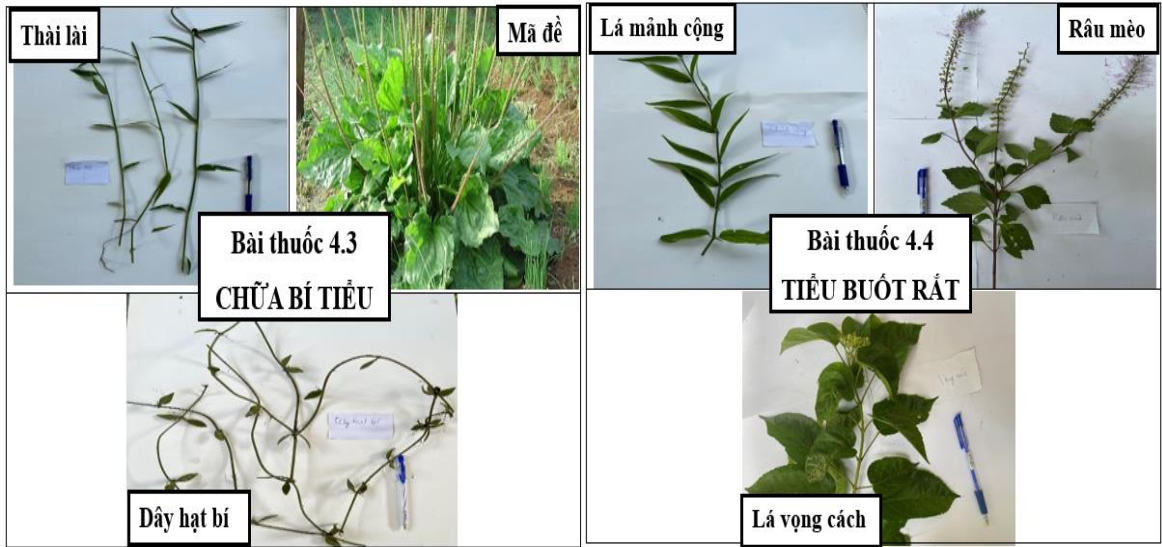 Thài lài
Mã đề
Bài thuốc 4.3
CHỮA BÍ TIỂU
Dây hạt bí
Lá mảnh cộng
Râu mèo
Bài thuốc 4.4
TIỂU BUỐT RẮT
Lá vọng cách